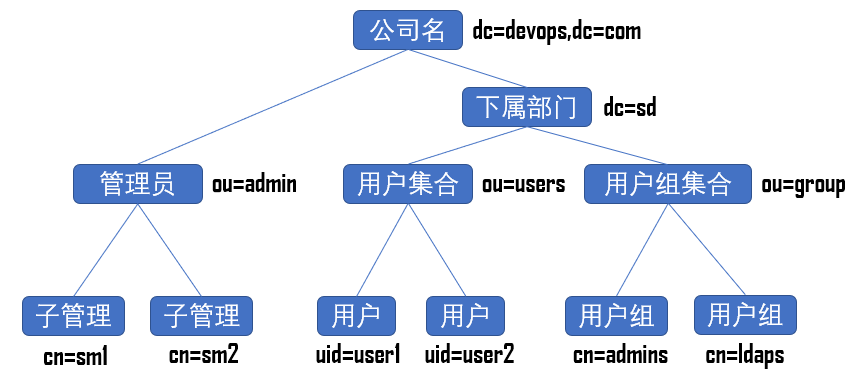 公司名 dc=devops,dc=com
下属部门 dc=sd
管理员 ou=admin
用户集合 ou=users
用户组集合 ou=group
子管理
子管理
用户
用户
用户组
用户组
cn=sm1
cn=sm2
uid=user1
uid=user2
cn=admins
cn=ldaps